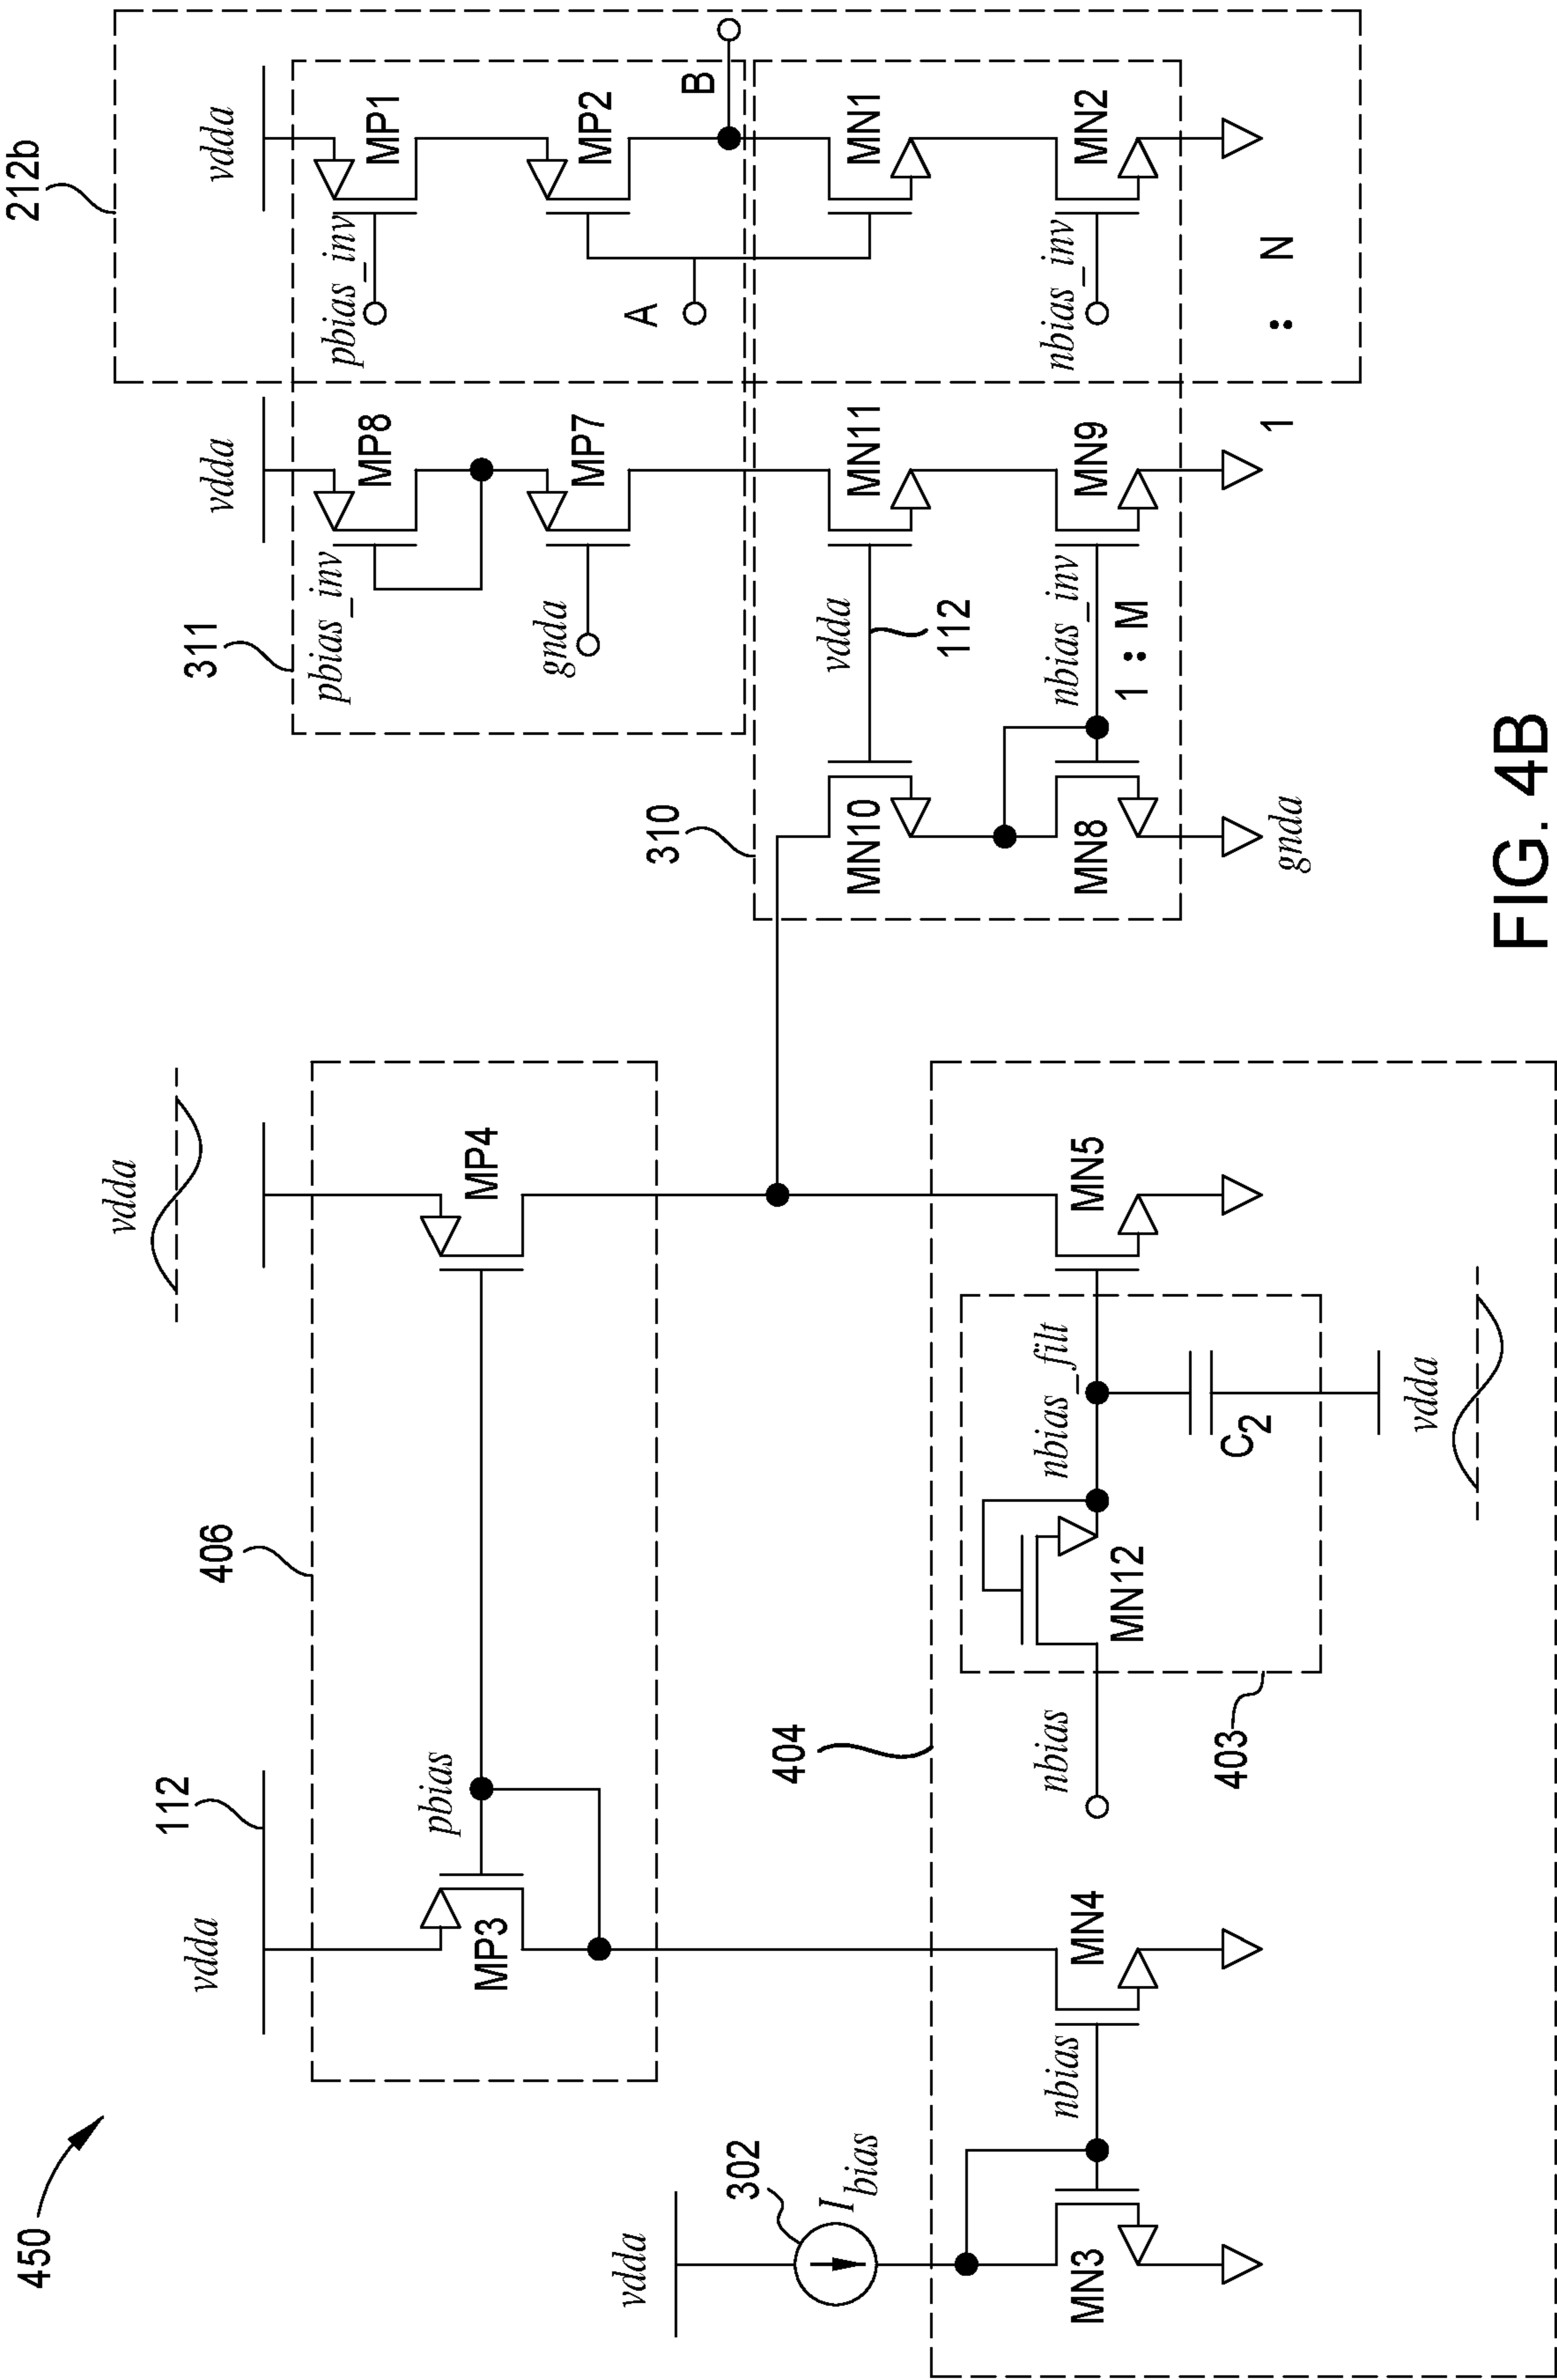 450
vdda
112
vdda
vdda
vdda
212b
406
pbias
MP3
MP4
311
pbias_inv
MP8
gnda
MP7
pbias_inv
MP1
MP2
A
B
vdda
302
I bias
310
MN10
vdda
112
MN11
MN1
404
nbias
MN3
nbias
MN4
nbias
MN12
nbias_filt
C2
403
vdda
MN5
MN8
nbias_inv
1 : M
MN9
nbias_inv
MN2
gnda
1 : N
FIG. 4B